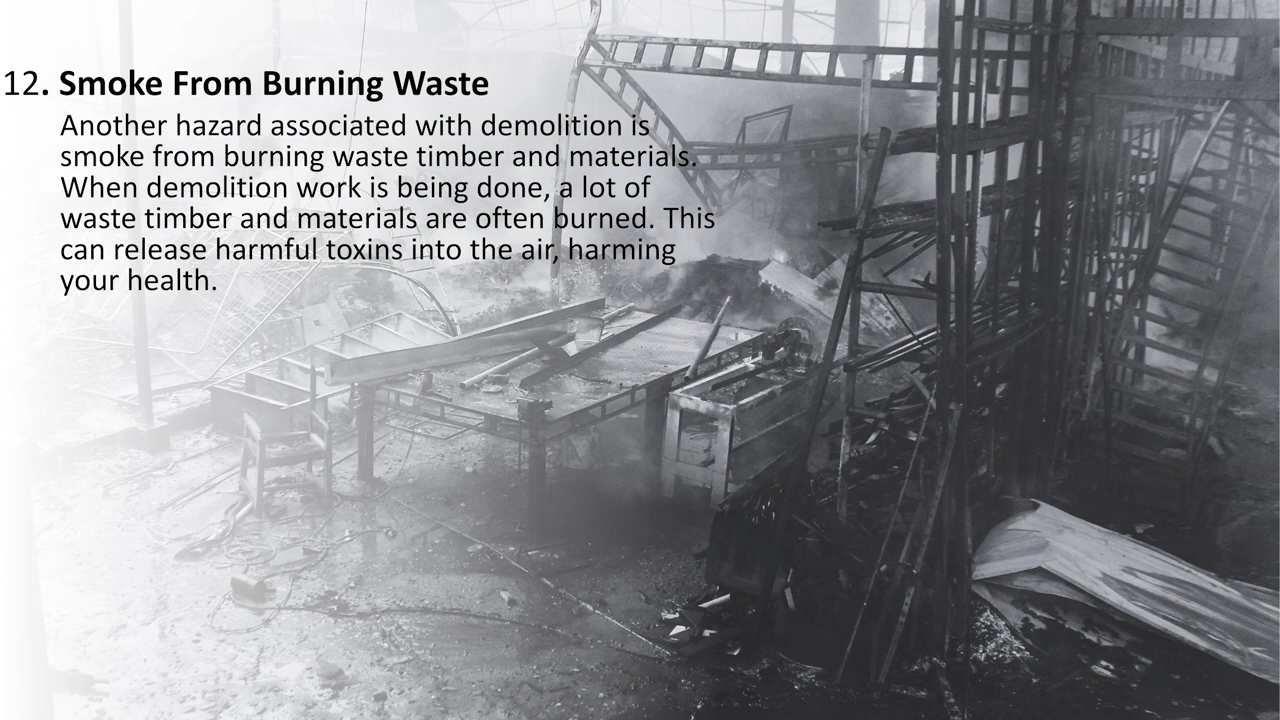 12. Smoke From Burning Waste
Another hazard associated with demolition is
smoke from burning waste timber and materials.
When demolition work is being done, a lot of
waste timber and materials are often burned. This
can release harmful toxins into the air, harming
your health.